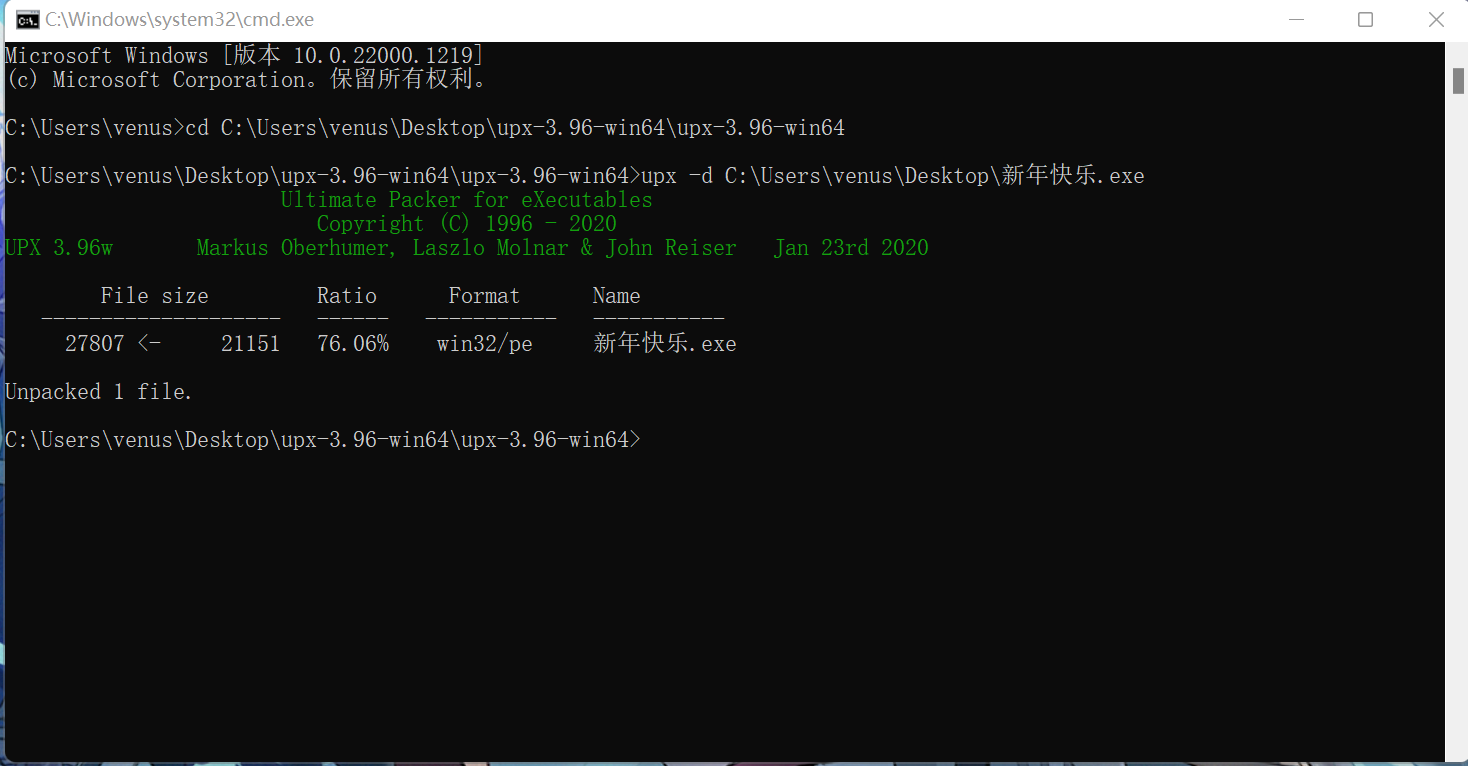 C:\Windows\system32\cmd.exe
Microsoft Windows [版本 10.0.22000.1219]
(c) Microsoft Corporation。保留所有权利。
C:\Users\venus>cd C:\Users\venus\Desktop\upx-3.96-win64\upx-3.96-win64
C:\Users\venus\Desktop\upx-3.96-win64\upx-3.96-win64>upx -d C:\Users\venus\Desktop\新年快乐.exe
Ultimate Packer for eXecutables
Copyright (C) 1996 - 2020
UPX 3.96w       Markus Oberhumer, Laszlo Molnar & John Reiser   Jan 23rd 2020
File size         Ratio      Format      Name
--------------------   ------   -----------   -----------
27807 <-     21151   76.06%    win32/pe     新年快乐.exe
Unpacked 1 file.
C:\Users\venus\Desktop\upx-3.96-win64\upx-3.96-win64>